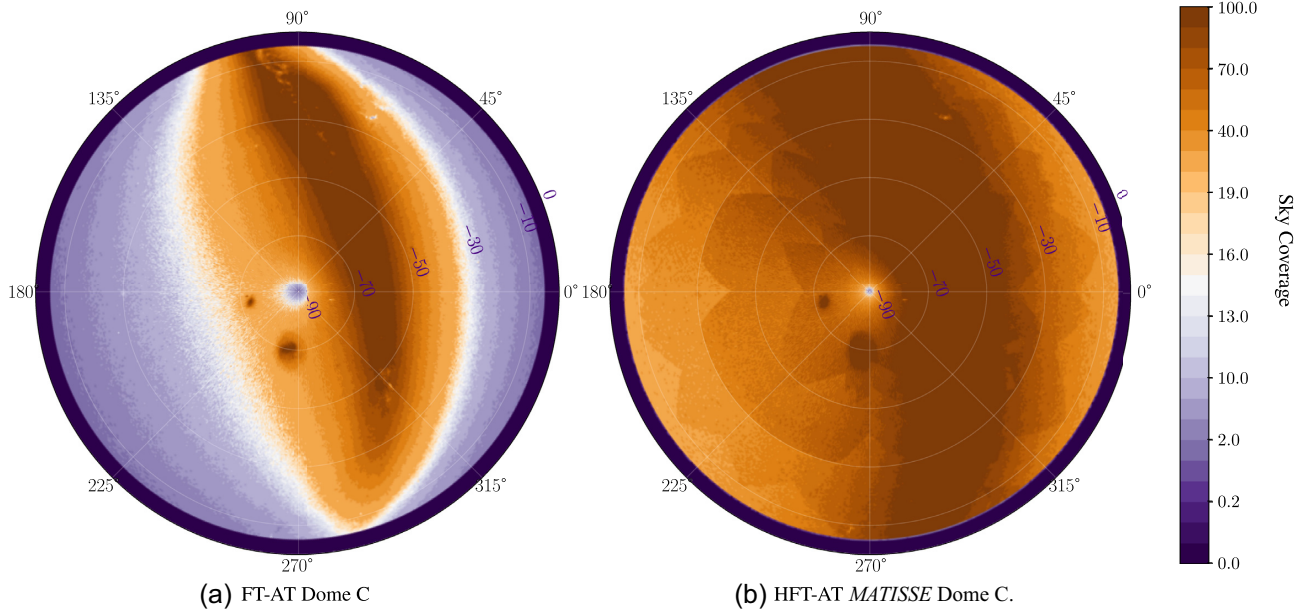 90° 90° 100.0
135° 45° 135° 45° 70.0
40.0
0 0
−10 −10 19.0
−30 −30 Sky Coverage
−50 −50 16.0
−70 −70
180° −90 0° 180° −90 0° 13.0
10.0
2.0
225° 315° 225° 315°
0.2
270° 270° 0.0
(a) FT-AT Dome C (b) HFT-AT MATISSE Dome C.